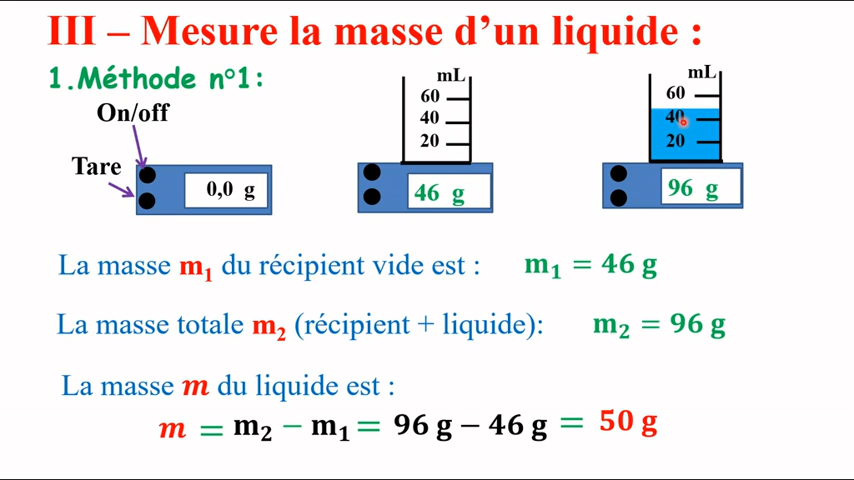 III – Mesure la masse d’un liquide :
1.Méthode n°1:
On/off
Tare
0,0 g
mL
60
40
20
46 g
mL
60
40
20
96 g
La masse m₁ du récipient vide est : m₁ = 46 g
La masse totale m₂ (récipient + liquide): m₂ = 96 g
La masse m du liquide est :
m = m₂ − m₁ = 96 g − 46 g = 50 g